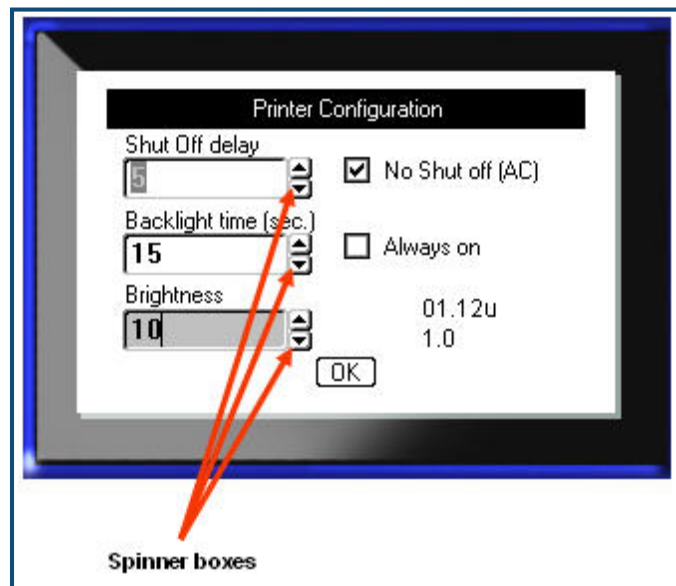 Printer Configuration
Shut Off delay
5
No Shut off (AC)
Backlight time (sec.)
15
Always on
Brightness
10
01.12u
1.0
OK
Spinner boxes